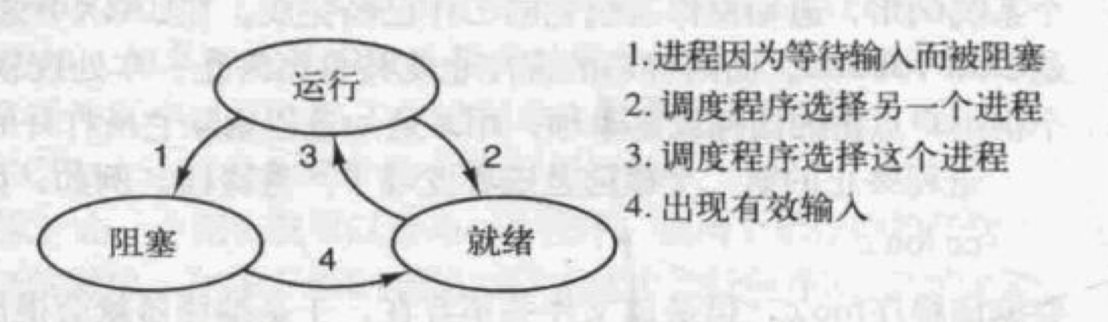 运行
1. 进程因为等待输入而被阻塞
2. 调度程序选择另一个进程
3. 调度程序选择这个进程
4. 出现有效输入
1
3
2
阻塞
就绪
4
cc foo.